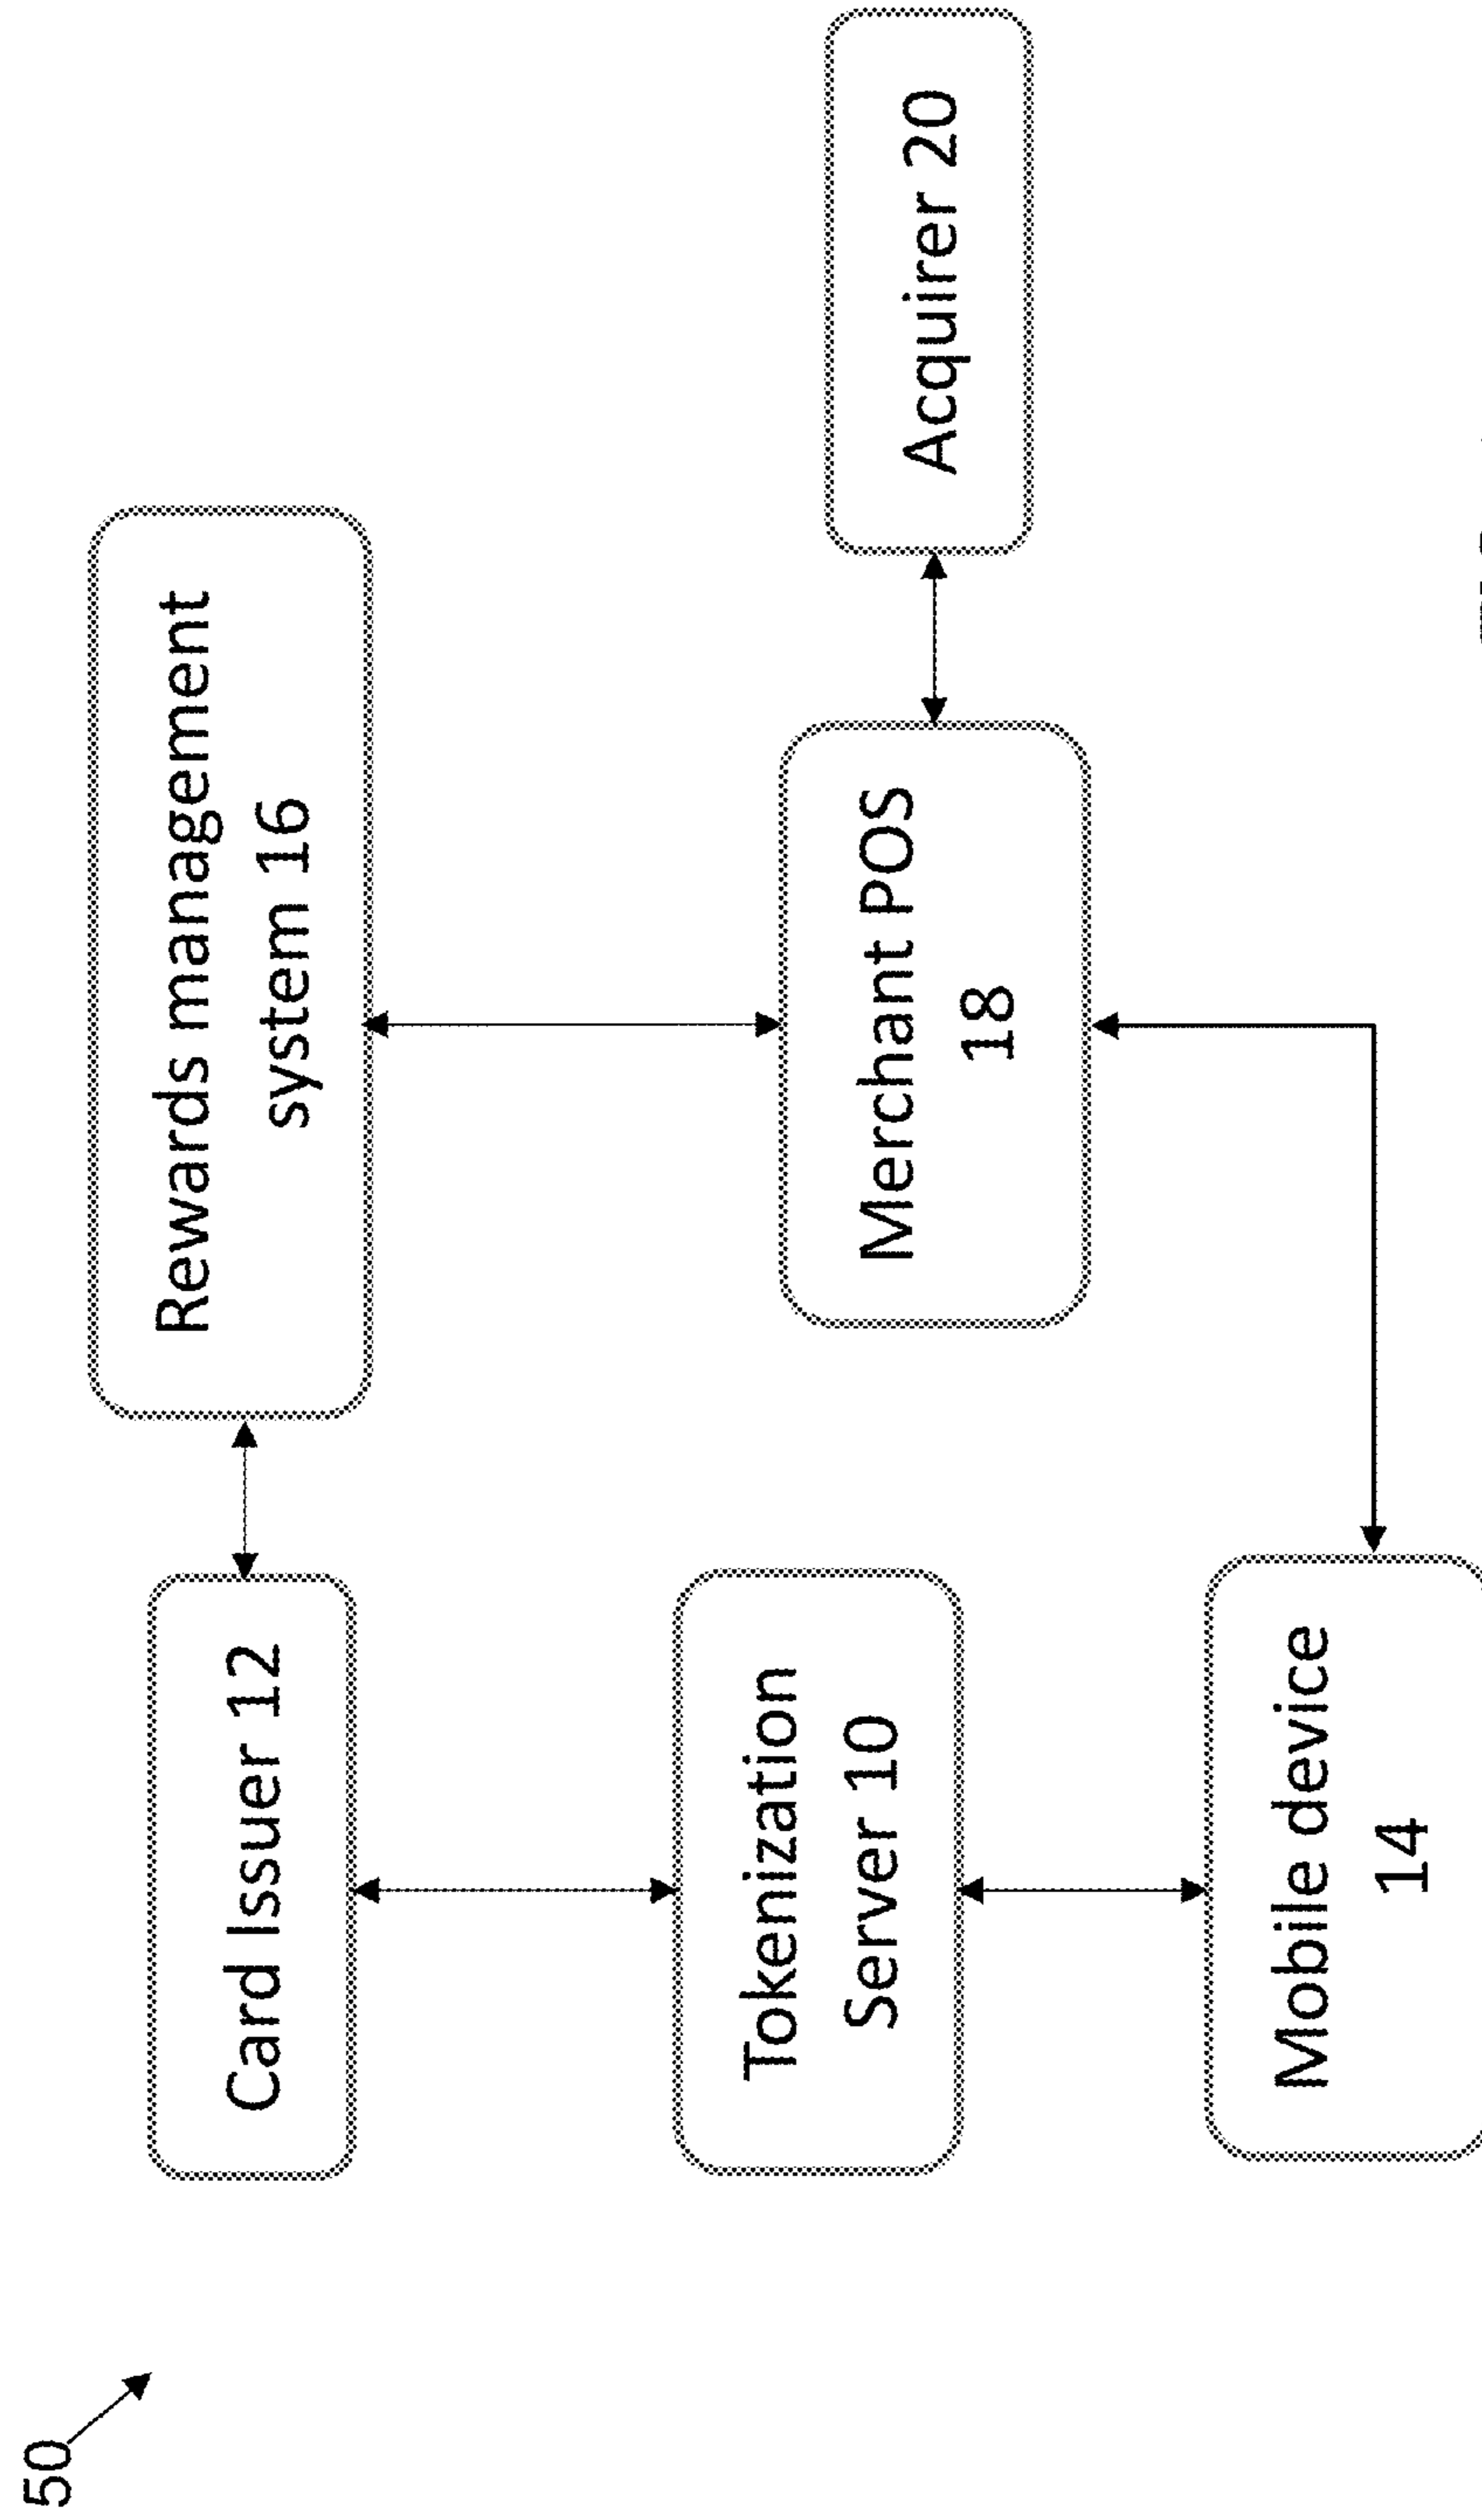 50
Card Issuer 12
Rewards management
system 16
Tokenization
Server 10
Merchant POS
18
Acquirer 20
Mobile device
14